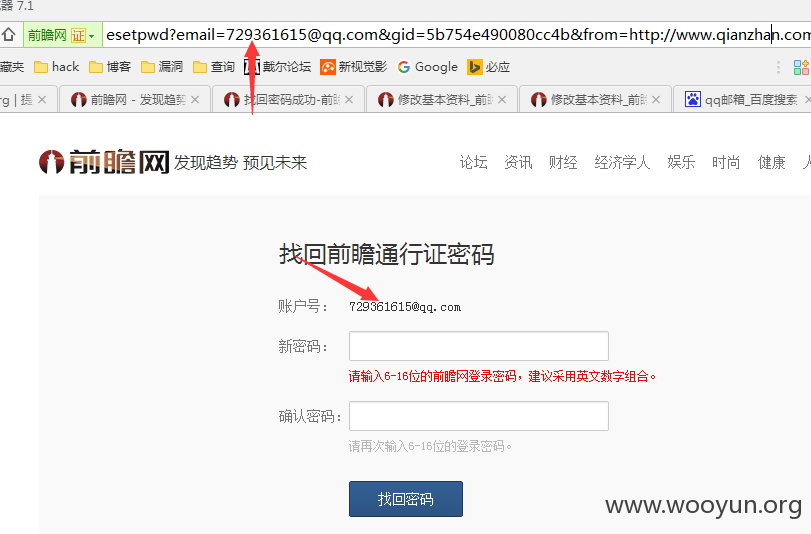 器 7.1
前瞻网 证 esetpwd?email=729361615@qq.com&gid=5b754e490080cc4b&from=http://www.qianzhan.com
藏夹 hack 博客 漏洞 查询 戴尔论坛 新视觉影 Google 必应
rg | 提 前瞻网 - 发现趋势 找回密码成功-前瞻 修改基本资料_前瞻 修改基本资料_前瞻 qq邮箱_百度搜索
前瞻网 发现趋势 预见未来 论坛 资讯 财经 经济学人 娱乐 时尚 健康
找回前瞻通行证密码
账户号： 729361615@qq.com
新密码：
请输入6-16位的前瞻网登录密码，建议采用英文数字组合。
确认密码：
请再次输入6-16位的登录密码。
找回密码
www.wooyun.org